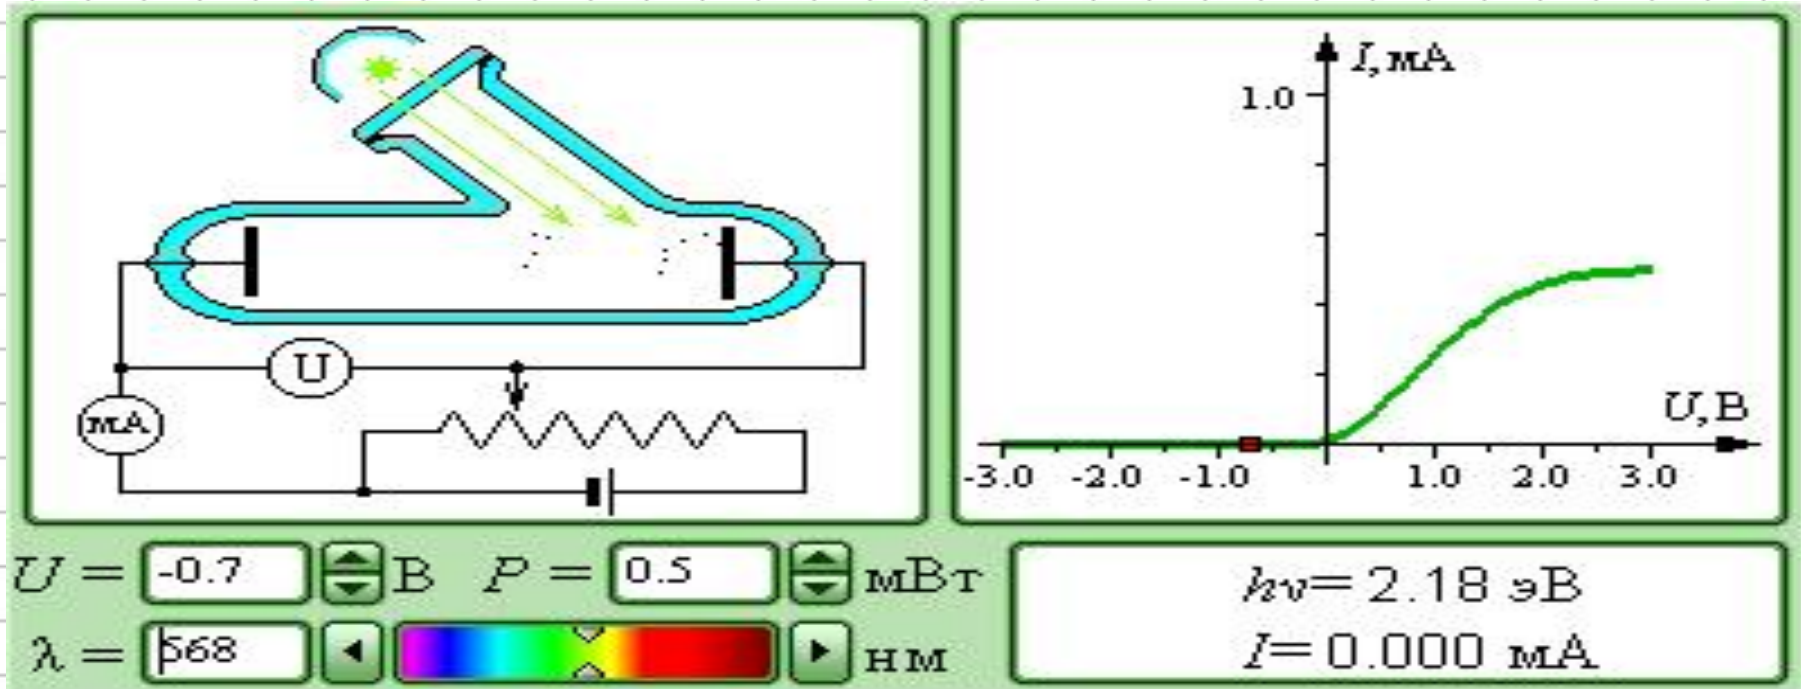 U
мА
I, мА
1.0
U, В
-3.0 -2.0 -1.0 1.0 2.0 3.0
U = -0.7 В P = 0.5 мВт
λ = 568 нм
hν = 2.18 эВ
I = 0.000 мА